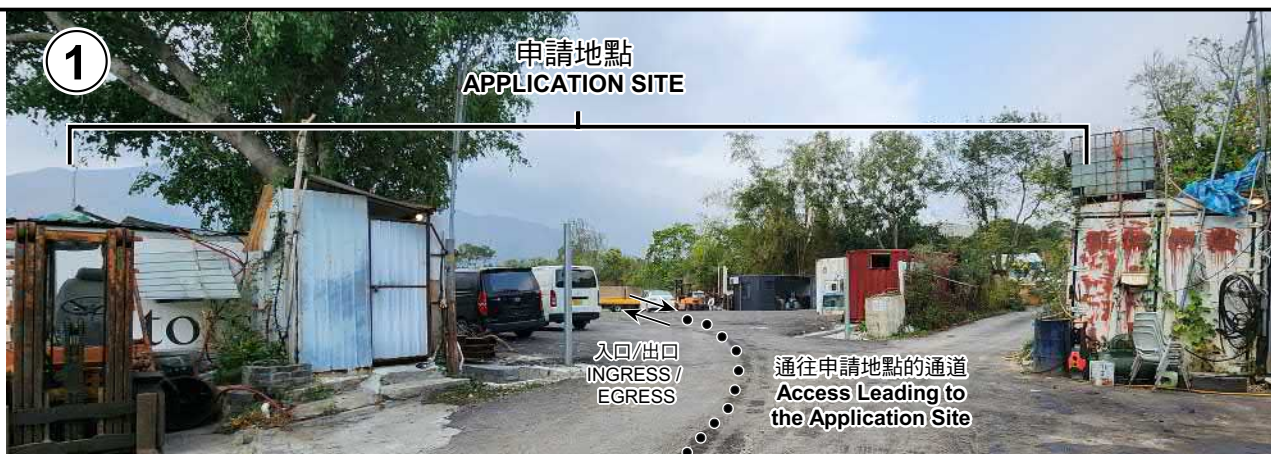 1
申請地點
APPLICATION SITE
to
入口/出口
INGRESS /
EGRESS
通往申請地點的通道
Access Leading to
the Application Site